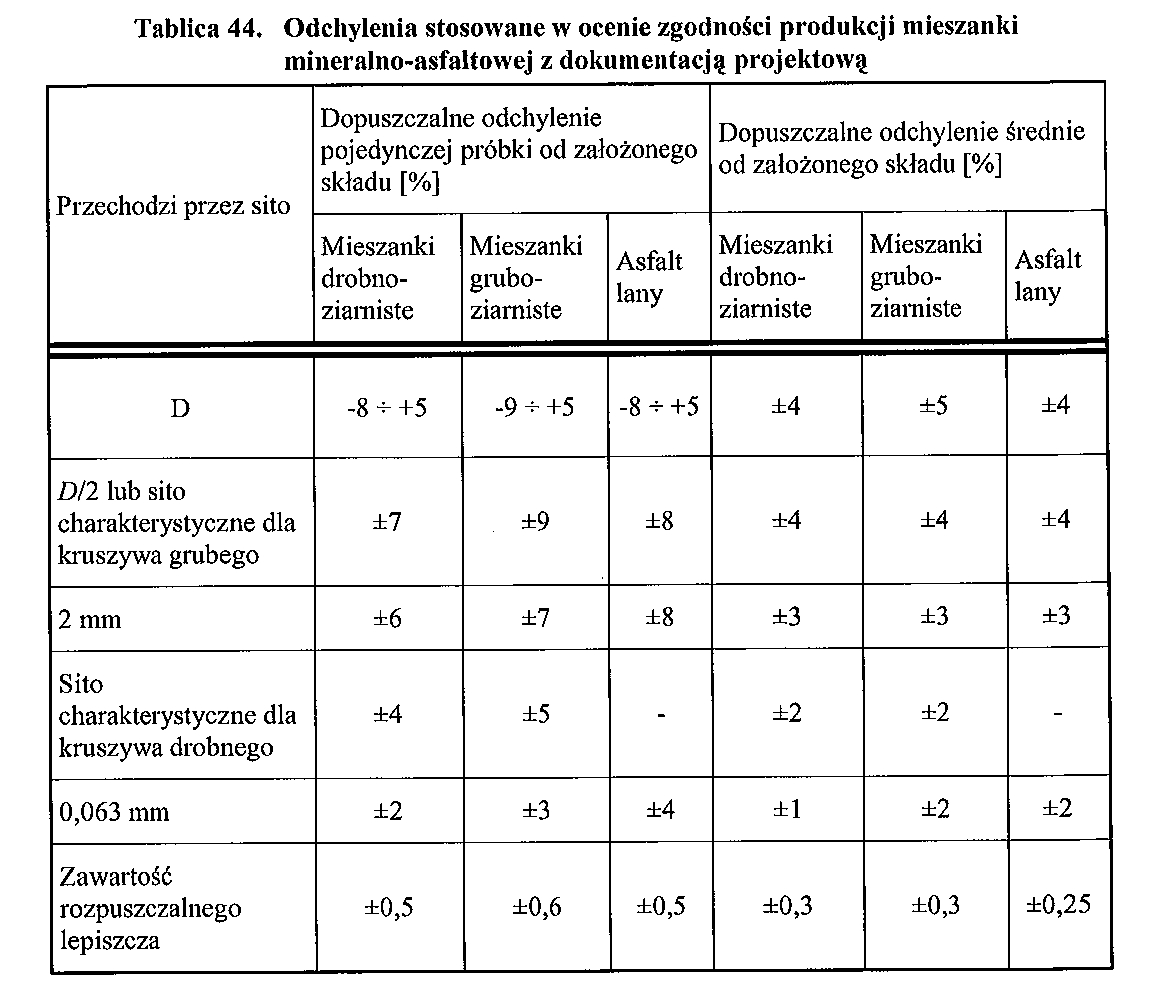 Tablica 44. Odchylenia stosowane w ocenie zgodności produkcji mieszanki
mineralno-asfaltowej z dokumentacją projektową
Przechodzi przez sito
Dopuszczalne odchylenie
pojedynczej próbki od założonego
składu [%]
Dopuszczalne odchylenie średnie
od założonego składu [%]
Mieszanki
drobno-
ziarniste
Mieszanki
grubo-
ziarniste
Asfalt
lany
Mieszanki
drobno-
ziarniste
Mieszanki
grubo-
ziarniste
Asfalt
lany
D -8 ÷ +5 -9 ÷ +5 -8 ÷ +5 ±4 ±5 ±4
D/2 lub sito
charakterystyczne dla
kruszywa grubego
±7 ±9 ±8 ±4 ±4 ±4
2 mm ±6 ±7 ±8 ±3 ±3 ±3
Sito
charakterystyczne dla
kruszywa drobnego
±4 ±5 - ±2 ±2 -
0,063 mm ±2 ±3 ±4 ±1 ±2 ±2
Zawartość
rozpuszczalnego
lepiszcza
±0,5 ±0,6 ±0,5 ±0,3 ±0,3 ±0,25